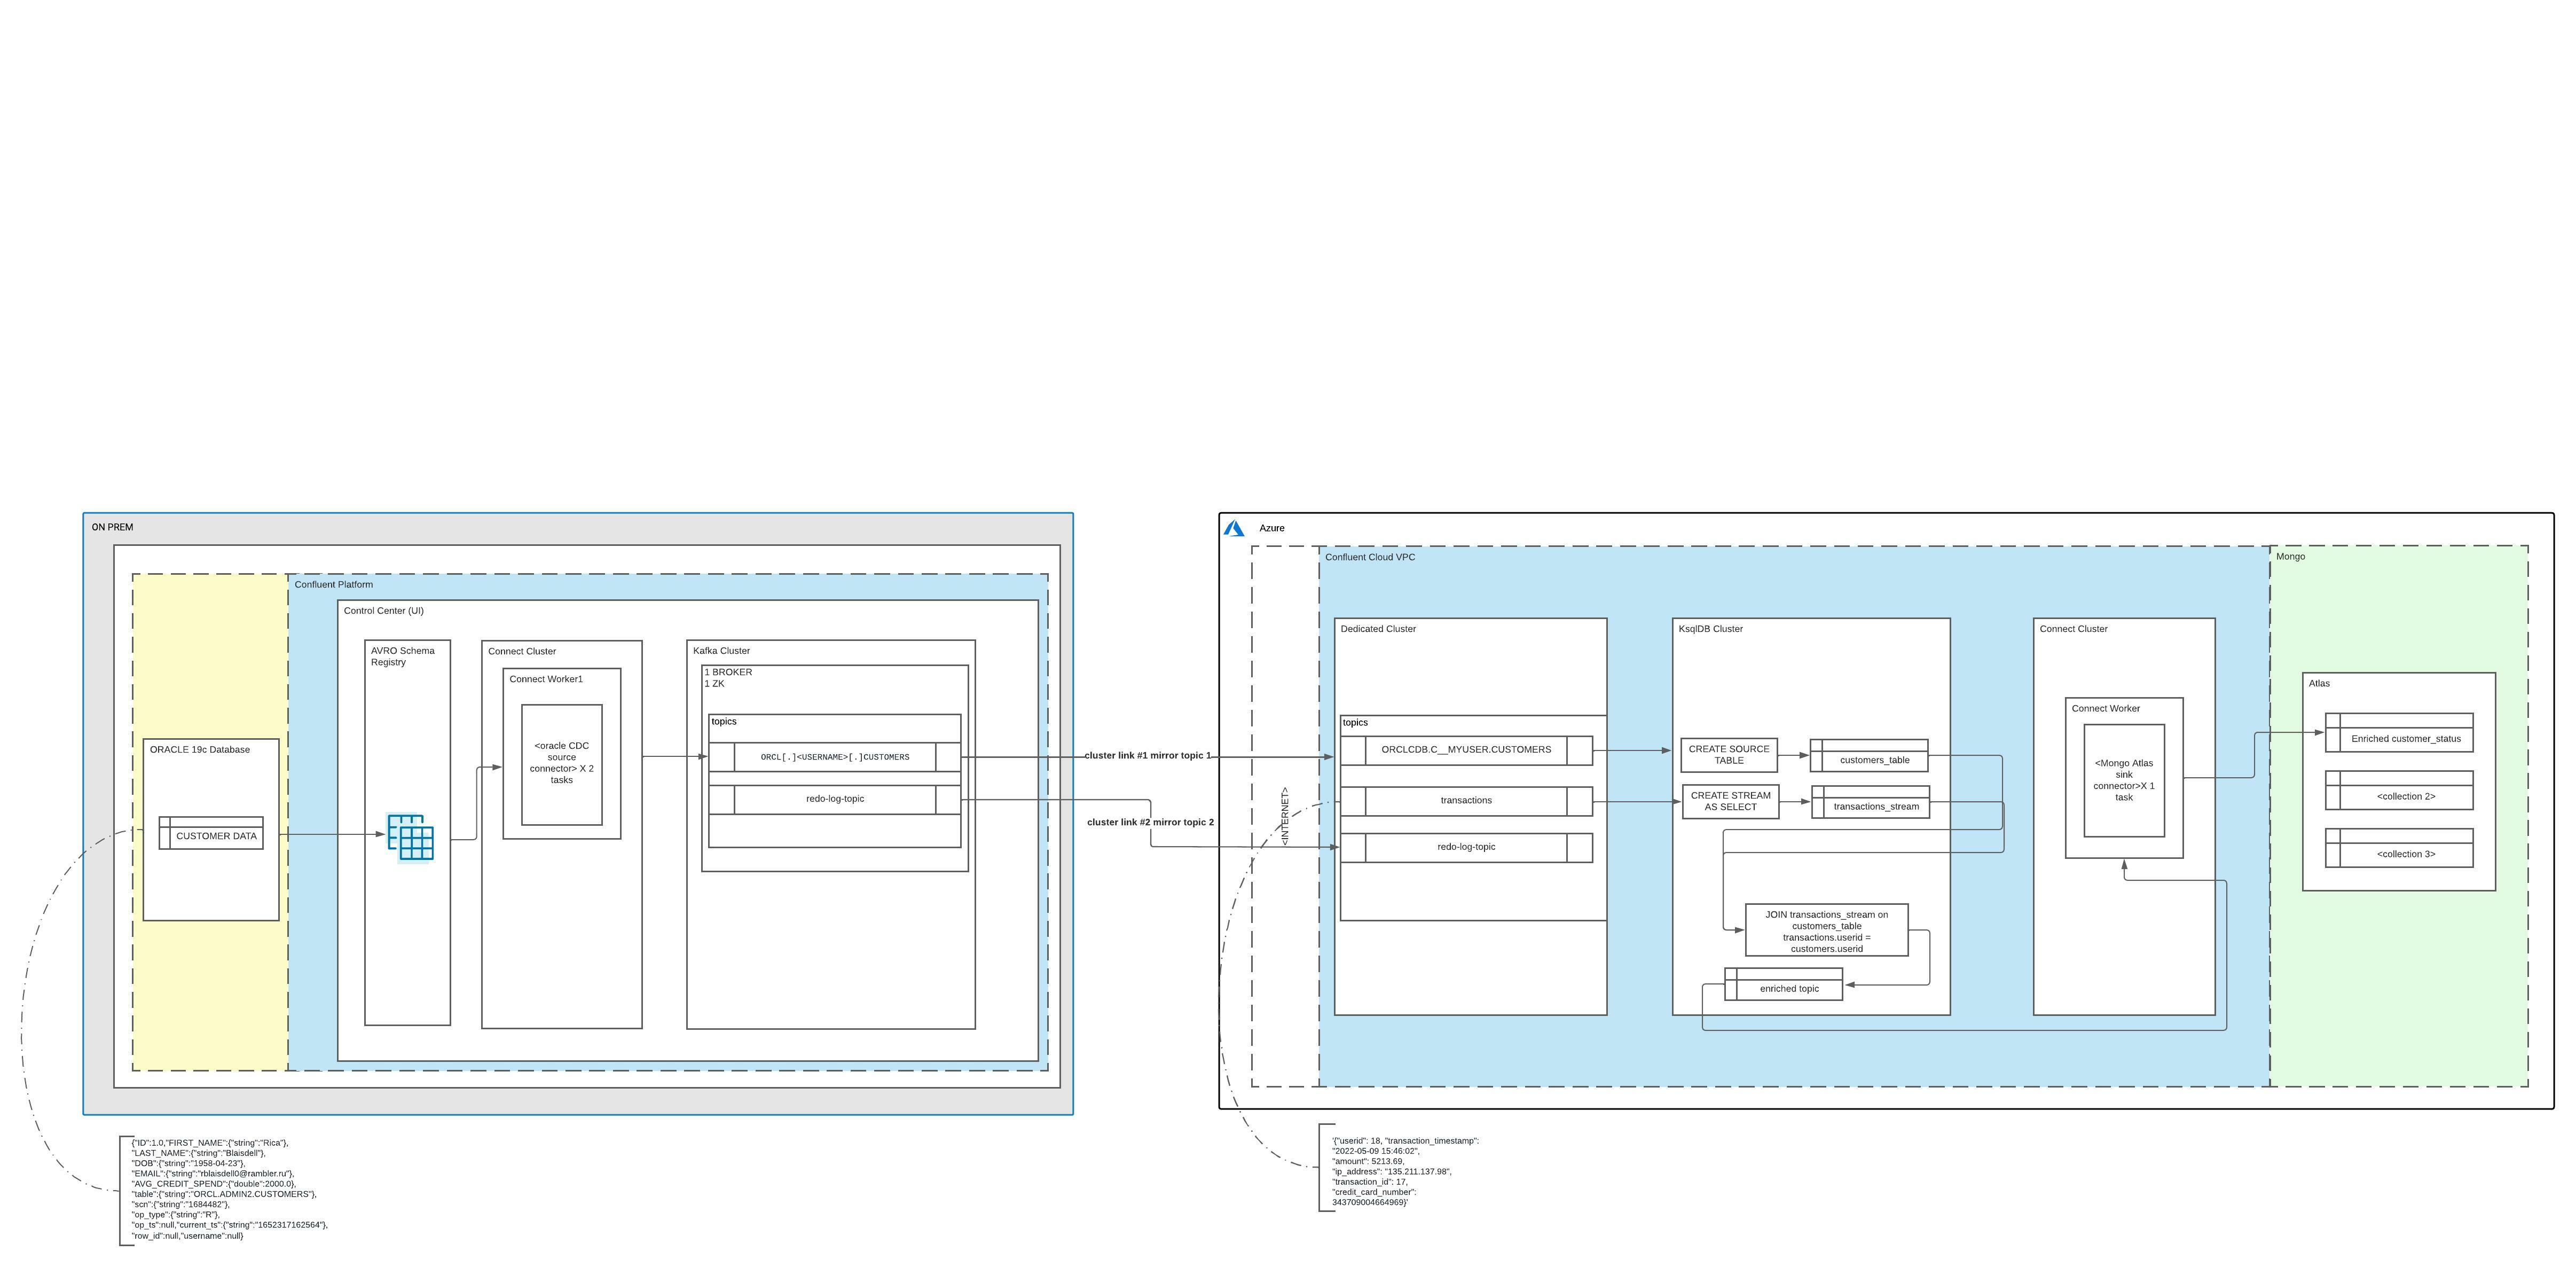 ON PREM
Confluent Platform
Control Center (UI)
AVRO Schema
Registry
Connect Cluster
Connect Worker1
<oracle CDC
source
connector> X 2
tasks
Kafka Cluster
1 BROKER
1 ZK
topics
ORCL[.]<USERNAME>[.]CUSTOMERS
redo-log-topic
ORACLE 19c Database
CUSTOMER DATA
cluster link #1 mirror topic 1
cluster link #2 mirror topic 2
Azure
<INTERNET>
Confluent Cloud VPC
Dedicated Cluster
topics
ORCLCDB.C__MYUSER.CUSTOMERS
transactions
redo-log-topic
KsqlDB Cluster
CREATE SOURCE
TABLE
customers_table
CREATE STREAM
AS SELECT
transactions_stream
JOIN transactions_stream on
customers_table
transactions.userid =
customers.userid
enriched topic
Connect Cluster
Connect Worker
<Mongo Atlas
sink
connector>X 1
task
Mongo
Atlas
Enriched customer_status
<collection 2>
<collection 3>
{"ID":1.0,"FIRST_NAME":{"string":"Rica"},
"LAST_NAME":{"string":"Blaisdell"},
"DOB":{"string":"1958-04-23"},
"EMAIL":{"string":"rblaisdell0@rambler.ru"},
"AVG_CREDIT_SPEND":{"double":2000.0},
"table":{"string":"ORCL.ADMIN2.CUSTOMERS"},
"scn":{"string":"1684482"},
"op_type":{"string":"R"},
"op_ts":null,"current_ts":{"string":"1652317162564"},
"row_id":null,"username":null}
'{"userid": 18, "transaction_timestamp":
"2022-05-09 15:46:02",
"amount": 5213.69,
"ip_address": "135.211.137.98",
"transaction_id": 17,
"credit_card_number":
343709004664969}'